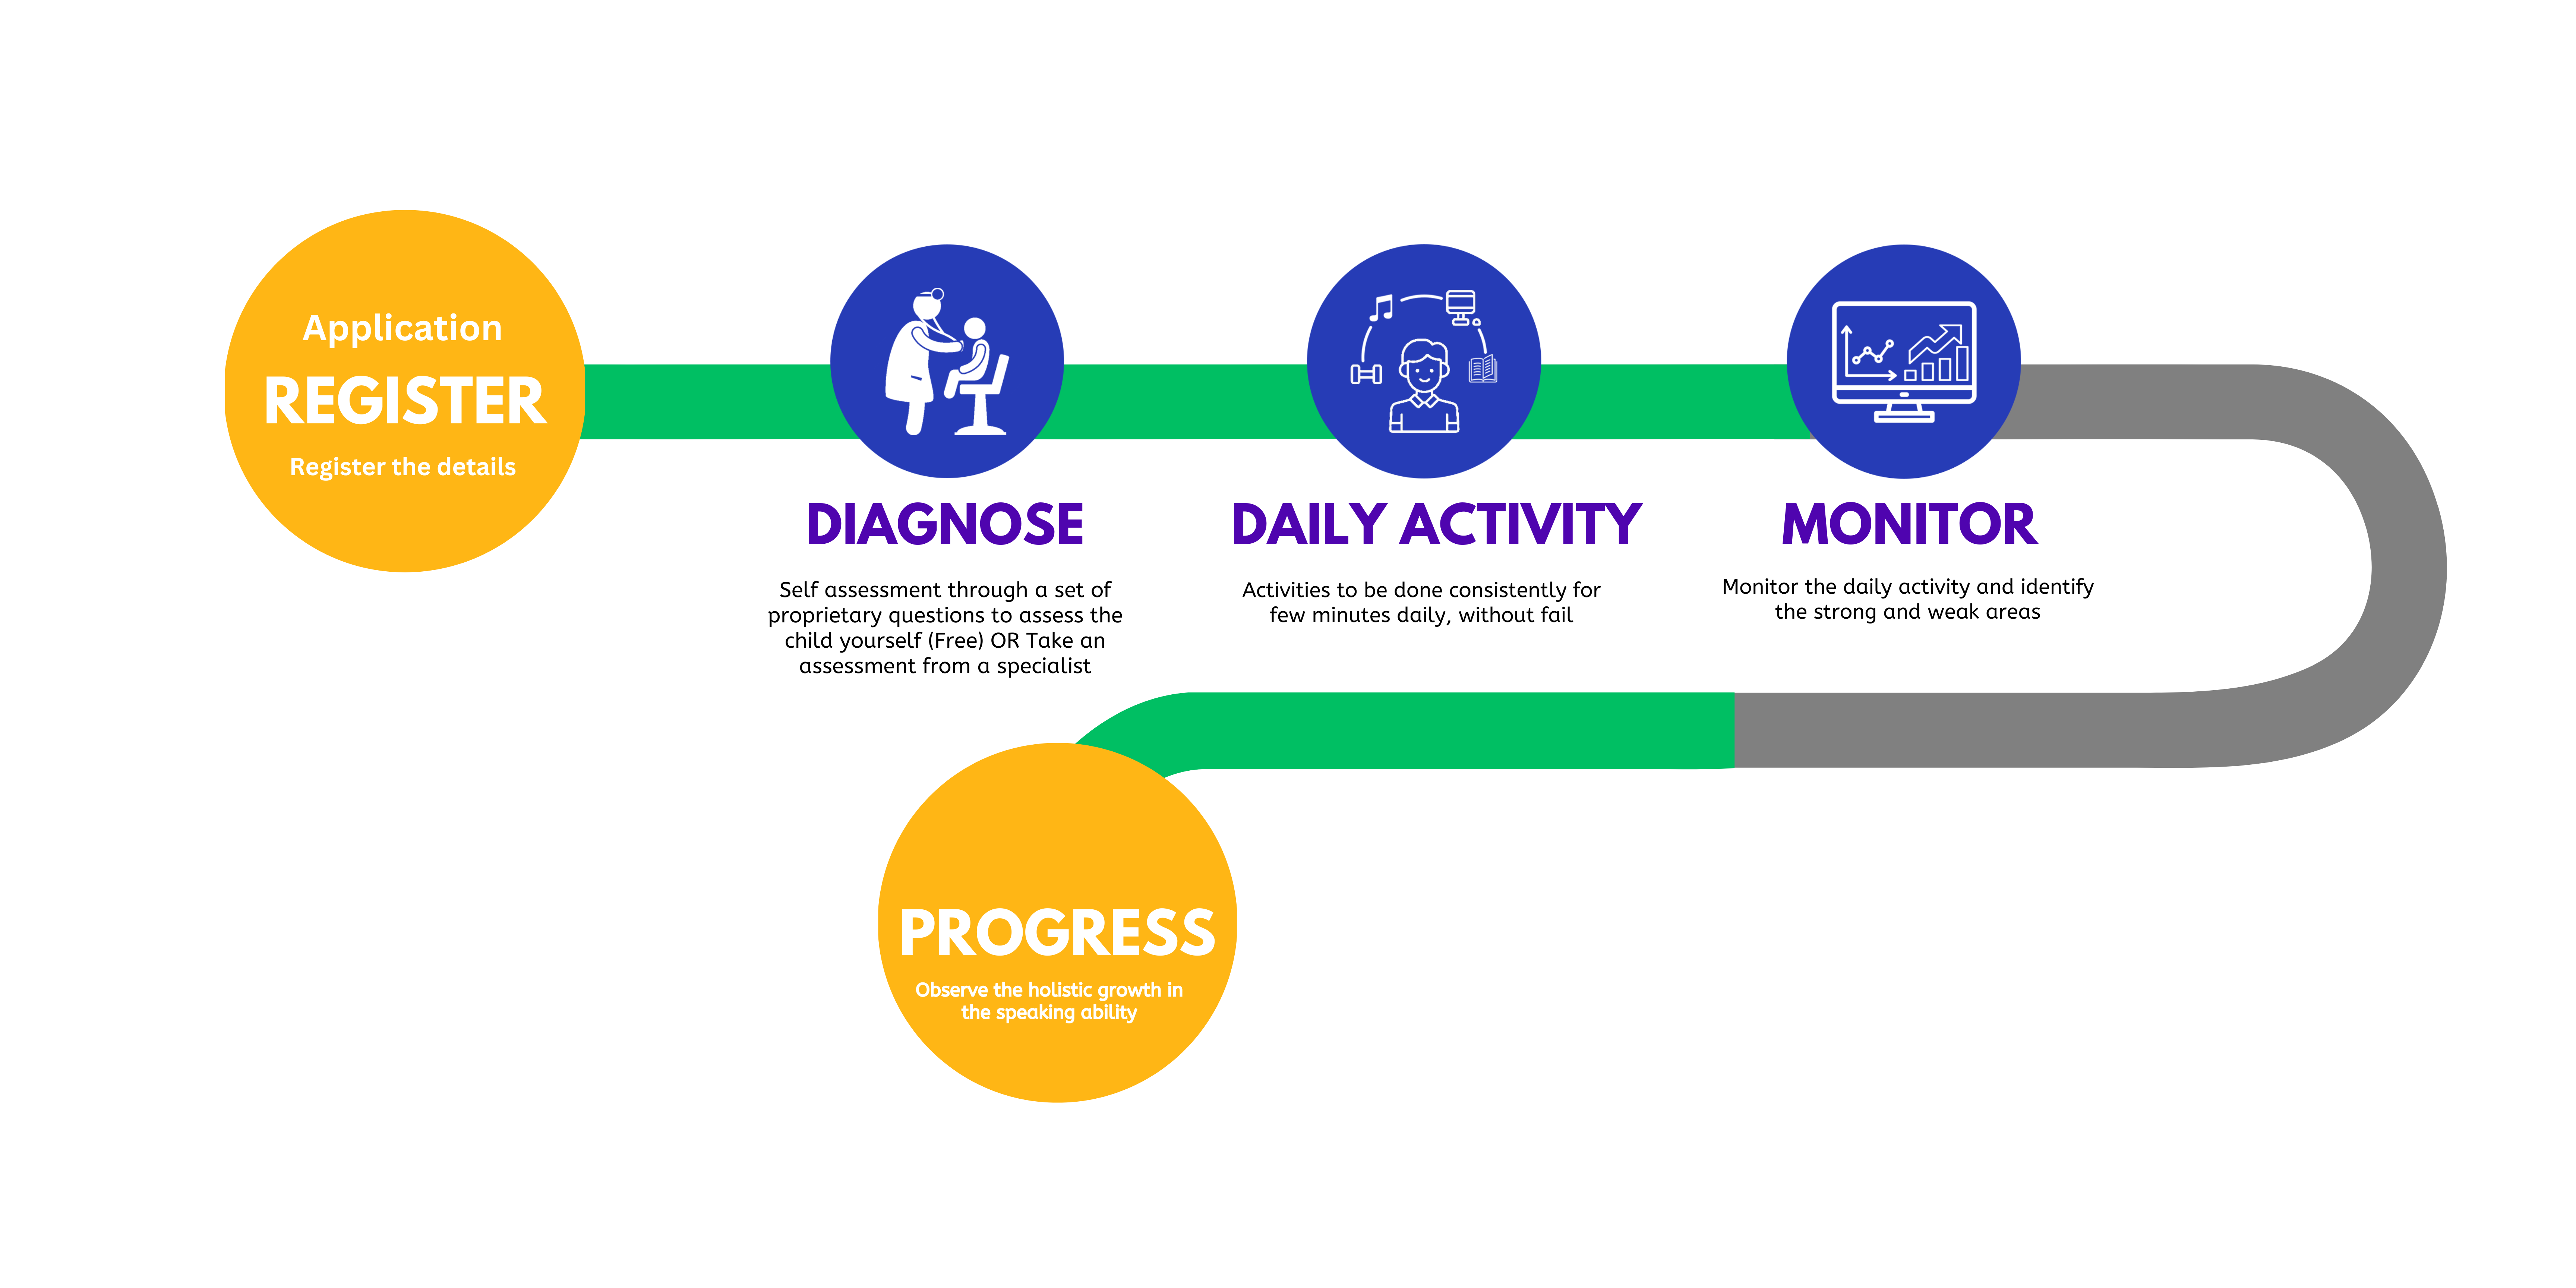 Application
REGISTER
Register the details
DIAGNOSE
Self assessment through a set of
proprietary questions to assess the
child yourself (Free) OR Take an
assessment from a specialist
DAILY ACTIVITY
Activities to be done consistently for
few minutes daily, without fail
MONITOR
Monitor the daily activity and identify
the strong and weak areas
PROGRESS
Observe the holistic growth in
the speaking ability